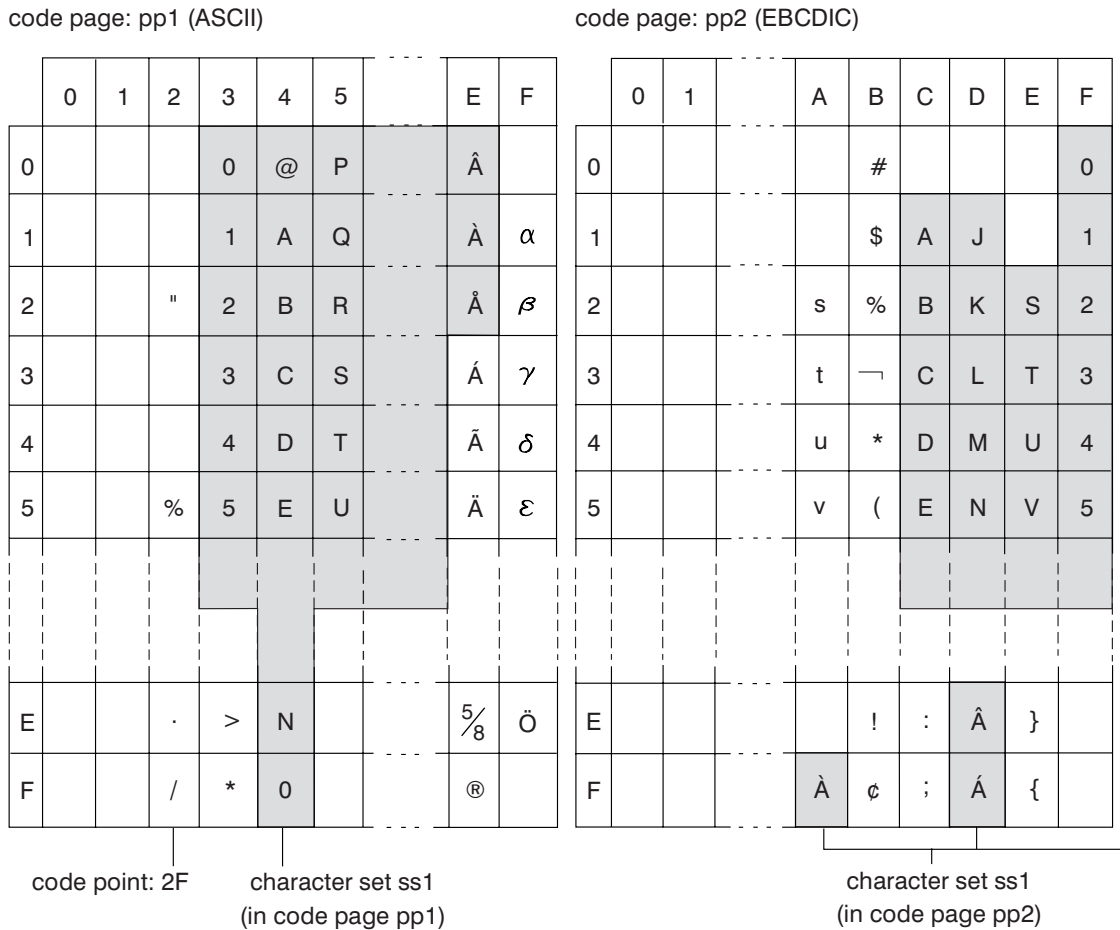 code page: pp1 (ASCII)
0 1 2 3 4 5 E F
0 0 @ P Â
1 1 A Q À α
2 " 2 B R Å β
3 3 C S Á γ
4 4 D T Ã δ
5 % 5 E U Ä ε
E · > N 5/8 Ö
F / * 0 ®
code point: 2F
character set ss1
(in code page pp1)
code page: pp2 (EBCDIC)
0 1 A B C D E F
0 # 0
1 $ A J 1
2 s % B K S 2
3 t ¬ C L T 3
4 u * D M U 4
5 v ( E N V 5
E ! : Â }
F À ¢ ; Á {
character set ss1
(in code page pp2)